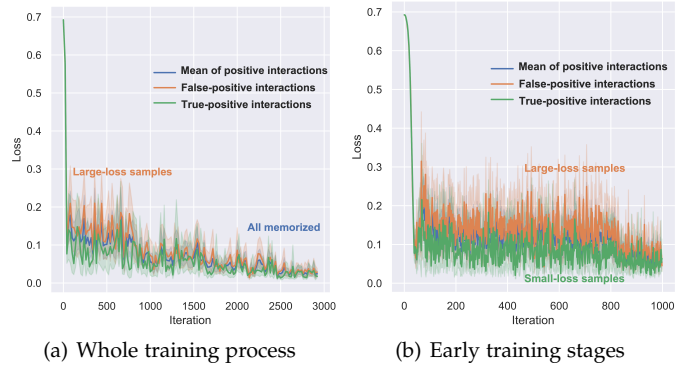 0.7
0.6
0.5
0.4
0.3
0.2
0.1
0.0
Loss
Mean of positive interactions
False-positive interactions
True-positive interactions
Large-loss samples
All memorized
0 500 1000 1500 2000 2500 3000
Iteration
(a) Whole training process
0.7
0.6
0.5
0.4
0.3
0.2
0.1
0.0
Loss
Mean of positive interactions
False-positive interactions
True-positive interactions
Large-loss samples
Small-loss samples
0 200 400 600 800 1000
Iteration
(b) Early training stages